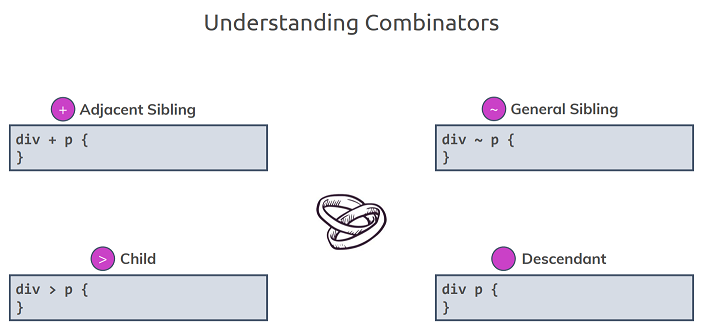 Understanding Combinators
+ Adjacent Sibling
div + p {
}
~ General Sibling
div ~ p {
}
> Child
div > p {
}
Descendant
div p {
}